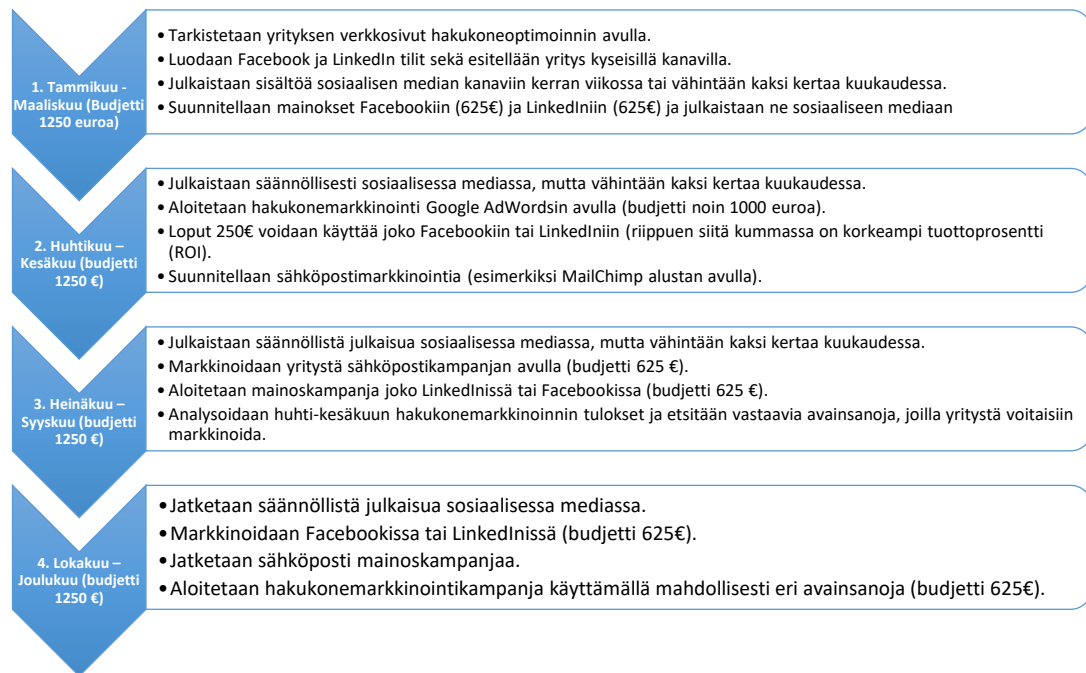 1. Tammikuu -
Maaliskuu (Budjetti
1250 euroa)
• Tarkistetaan yrityksen verkkosivut hakukoneoptimoinnin avulla.
• Luodaan Facebook ja LinkedIn tilit sekä esitellään yritys kyseisillä kanavilla.
• Julkaistaan sisältöä sosiaalisen median kanaviin kerran viikossa tai vähintään kaksi kertaa kuukaudessa.
• Suunnitellaan mainokset Facebookiin (625€) ja LinkedIniin (625€) ja julkaistaan ne sosiaaliseen mediaan
2. Huhtikuu –
Kesäkuu (budjetti
1250 €)
• Julkaistaan säännöllisesti sosiaalisessa mediassa, mutta vähintään kaksi kertaa kuukaudessa.
• Aloitetaan hakukonemarkkinointi Google AdWordsin avulla (budjetti noin 1000 euroa).
• Loput 250€ voidaan käyttää joko Facebookiin tai LinkedIniin (riippuen siitä kummassa on korkeampi tuottoprosentti
(ROI).
• Suunnitellaan sähköpostimarkkinointia (esimerkiksi MailChimp alustan avulla).
3. Heinäkuu –
Syyskuu (budjetti
1250 €)
• Julkaistaan säännöllistä julkaisua sosiaalisessa mediassa, mutta vähintään kaksi kertaa kuukaudessa.
• Markkinoidaan yritystä sähköpostikampanjan avulla (budjetti 625 €).
• Aloitetaan mainoskampanja joko LinkedInissä tai Facebookissa (budjetti 625 €).
• Analysoidaan huhti-kesäkuun hakukonemarkkinoinnin tulokset ja etsitään vastaavia avainsanoja, joilla yritystä voitaisiin
markkinoida.
4. Lokakuu –
Joulukuu (budjetti
1250 €)
• Jatketaan säännöllistä julkaisua sosiaalisessa mediassa.
• Markkinoidaan Facebookissa tai LinkedInissä (budjetti 625€).
• Jatketaan sähköposti mainoskampanjaa.
• Aloitetaan hakukonemarkkinointikampanja käyttämällä mahdollisesti eri avainsanoja (budjetti 625€).